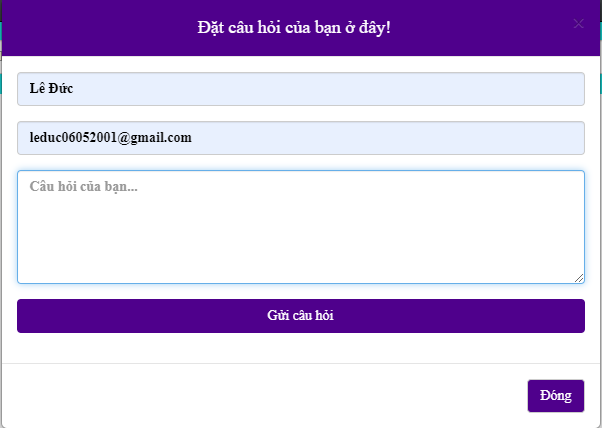 Đặt câu hỏi của bạn ở đây!
×
Lê Đức
leduc06052001@gmail.com
Câu hỏi của bạn...
Gửi câu hỏi
Đóng